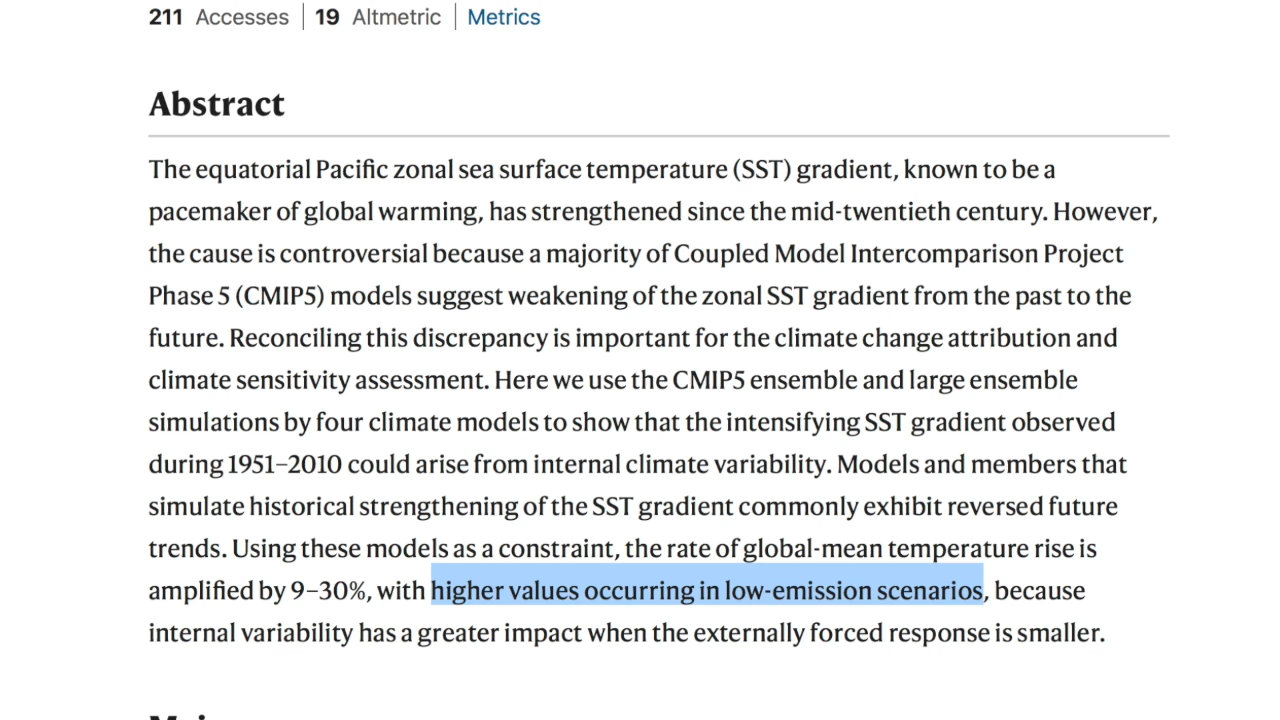 211 Accesses | 19 Altmetric | Metrics
Abstract
The equatorial Pacific zonal sea surface temperature (SST) gradient, known to be a
pacemaker of global warming, has strengthened since the mid-twentieth century. However,
the cause is controversial because a majority of Coupled Model Intercomparison Project
Phase 5 (CMIP5) models suggest weakening of the zonal SST gradient from the past to the
future. Reconciling this discrepancy is important for the climate change attribution and
climate sensitivity assessment. Here we use the CMIP5 ensemble and large ensemble
simulations by four climate models to show that the intensifying SST gradient observed
during 1951–2010 could arise from internal climate variability. Models and members that
simulate historical strengthening of the SST gradient commonly exhibit reversed future
trends. Using these models as a constraint, the rate of global-mean temperature rise is
amplified by 9–30%, with higher values occurring in low-emission scenarios, because
internal variability has a greater impact when the externally forced response is smaller.